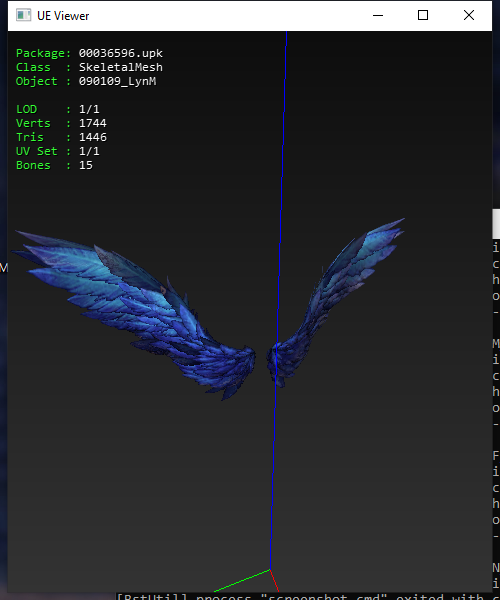 UE Viewer
Package: 00036596.upk
Class : SkeletalMesh
Object : 090109_LynM
LOD : 1/1
Verts : 1744
Tris : 1446
UV Set : 1/1
Bones : 15
M
i
c
h
o
-
M
i
c
h
o
-
F
i
c
h
o
-
N
i
[BstUtil] process "screenshot.cmd" exited with c